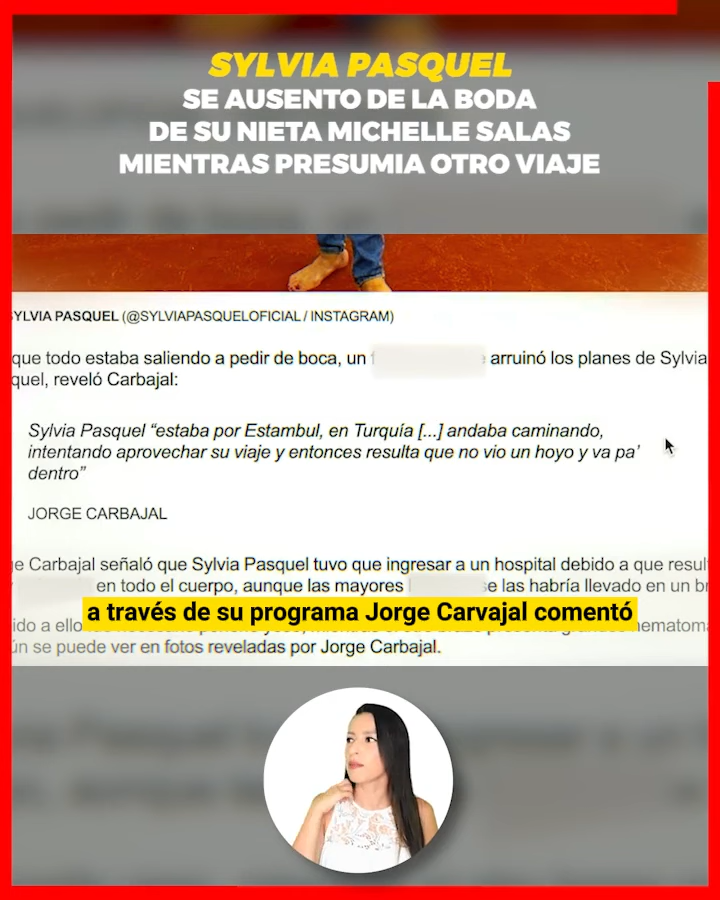 SYLVIA PASQUEL
SE AUSENTO DE LA BODA
DE SU NIETA MICHELLE SALAS
MIENTRAS PRESUMIA OTRO VIAJE
YLVIA PASQUEL (@SYLVIAPASQUELOFICIAL / INSTAGRAM)
que todo estaba saliendo a pedir de boca, un arruinó los planes de Sylvia
quel, reveló Carbajal:
Sylvia Pasquel “estaba por Estambul, en Turquía [...] andaba caminando,
intentando aprovechar su viaje y entonces resulta que no vio un hoyo y va pa’
dentro”
JORGE CARBAJAL
e Carbajal señaló que Sylvia Pasquel tuvo que ingresar a un hospital debido a que resul
en todo el cuerpo, aunque las mayores se las habría llevado en un br
a través de su programa Jorge Carvajal comentó
ido a ello hematoma
ún se puede ver en fotos reveladas por Jorge Carbajal.